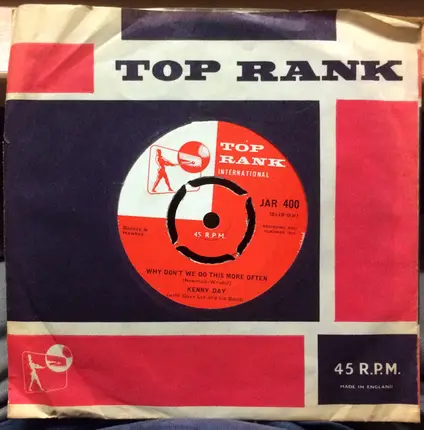 TOP RANK
TOP
RANK
INTERNATIONAL
JAR 400
45 R.P.M.
WHY DON'T WE DO THIS MORE OFTEN
KENNY DAY
45 R.P.M.
MADE IN ENGLAND